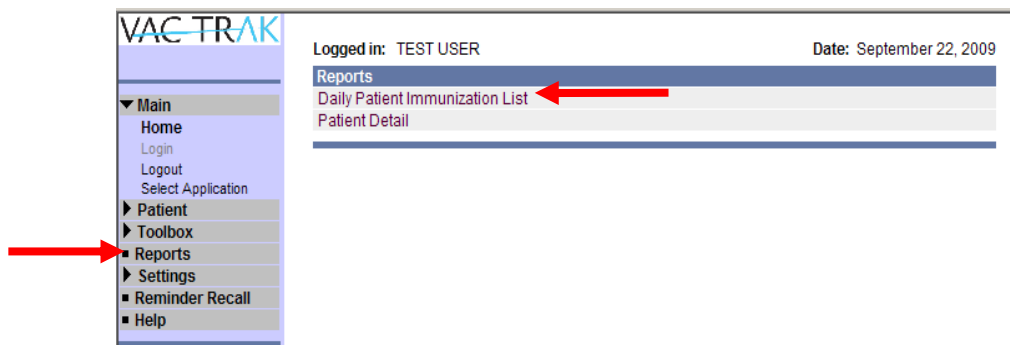 VAC TRAK
Logged in: TEST USER Date: September 22, 2009
Reports
Daily Patient Immunization List
Patient Detail
Main
Home
Login
Logout
Select Application
Patient
Toolbox
Reports
Settings
Reminder Recall
Help